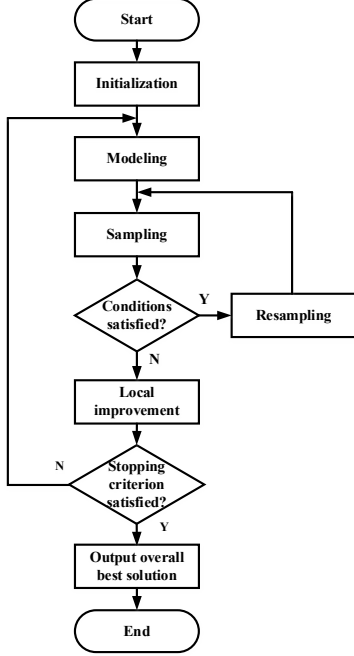 Start
Initialization
Modeling
Sampling
Conditions
satisfied?
Y
Resampling
N
Local
improvement
N
Stopping
criterion
satisfied?
Y
Output overall
best solution
End